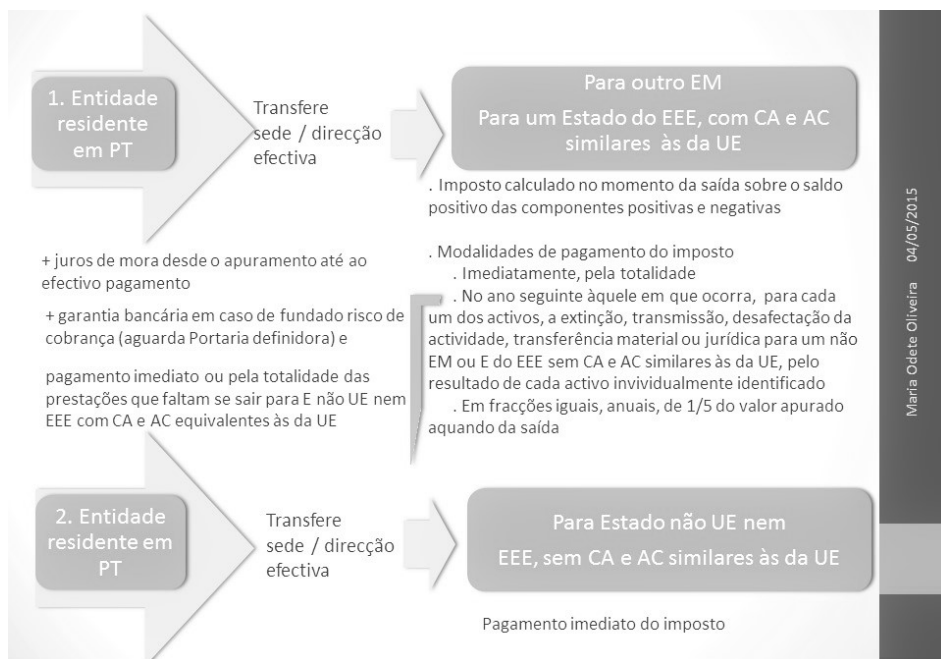 1. Entidade
residente
em PT
Transfere
sede / direcção
efectiva
Para outro EM
Para um Estado do EEE, com CA e AC
similares às da UE
. Imposto calculado no momento da saída sobre o saldo
positivo das componentes positivas e negativas
. Modalidades de pagamento do imposto
. Imediatamente, pela totalidade
. No ano seguinte àquele em que ocorra, para cada
um dos activos, a extinção, transmissão, desafectação da
actividade, transferência material ou jurídica para um não
EM ou E do EEE sem CA e AC similares às da UE, pelo
resultado de cada activo invividualmente identificado
. Em fracções iguais, anuais, de 1/5 do valor apurado
aquando da saída
+ juros de mora desde o apuramento até ao
efectivo pagamento
+ garantia bancária em caso de fundado risco de
cobrança (aguarda Portaria definidora) e
pagamento imediato ou pela totalidade das
prestações que faltam se sair para E não UE nem
EEE com CA e AC equivalentes às da UE
2. Entidade
residente em
PT
Transfere
sede / direcção
efectiva
Para Estado não UE nem
EEE, sem CA e AC similares às da UE
Pagamento imediato do imposto
Maria Odete Oliveira 04/05/2015